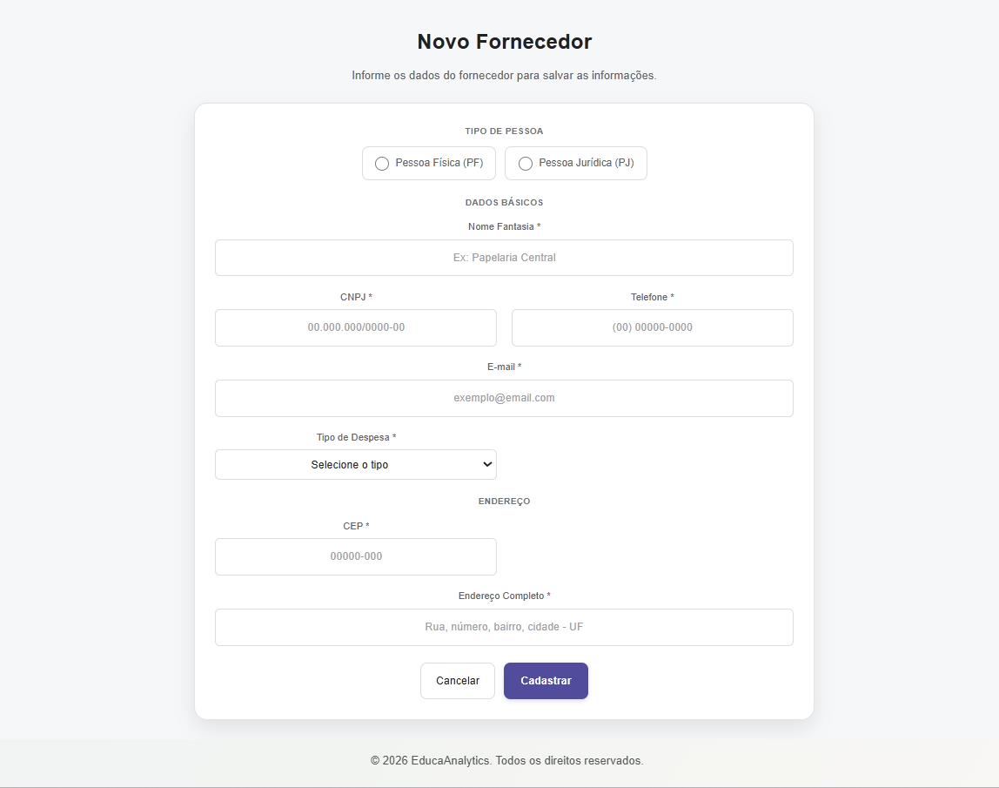 Novo Fornecedor
Informe os dados do fornecedor para salvar as informações.
TIPO DE PESSOA
Pessoa Física (PF) Pessoa Jurídica (PJ)
DADOS BÁSICOS
Nome Fantasia *
Ex: Papelaria Central
CNPJ * Telefone *
00.000.000/0000-00 (00) 00000-0000
E-mail *
exemplo@email.com
Tipo de Despesa *
Selecione o tipo
ENDEREÇO
CEP *
00000-000
Endereço Completo *
Rua, número, bairro, cidade - UF
Cancelar Cadastrar
© 2026 EducaAnalytics. Todos os direitos reservados.